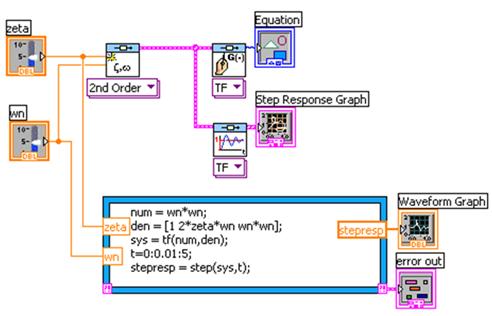 zeta
10
5
DBL
ζ,ω
2nd Order
G(•)
TF
Equation
Step Response Graph
TF
wn
10
5
DBL
num = wn*wn;
den = [1 2*zeta*wn wn*wn];
sys = tf(num,den);
t=0:0.01:5;
stepresp = step(sys,t);
zeta
wn
stepresp
Waveform Graph
DBL
error out